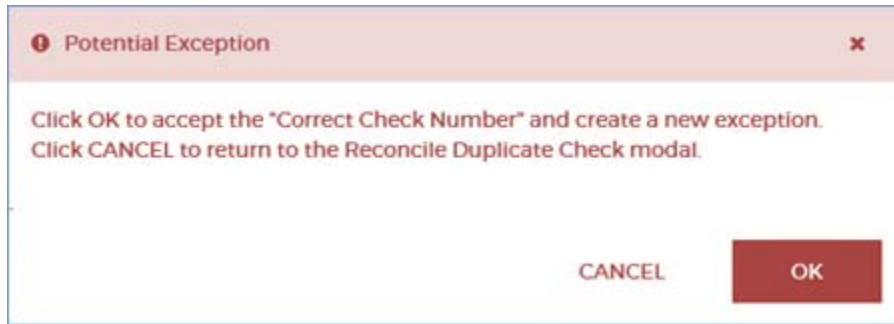 Potential Exception
Click OK to accept the "Correct Check Number" and create a new exception.
Click CANCEL to return to the Reconcile Duplicate Check modal.
CANCEL
OK